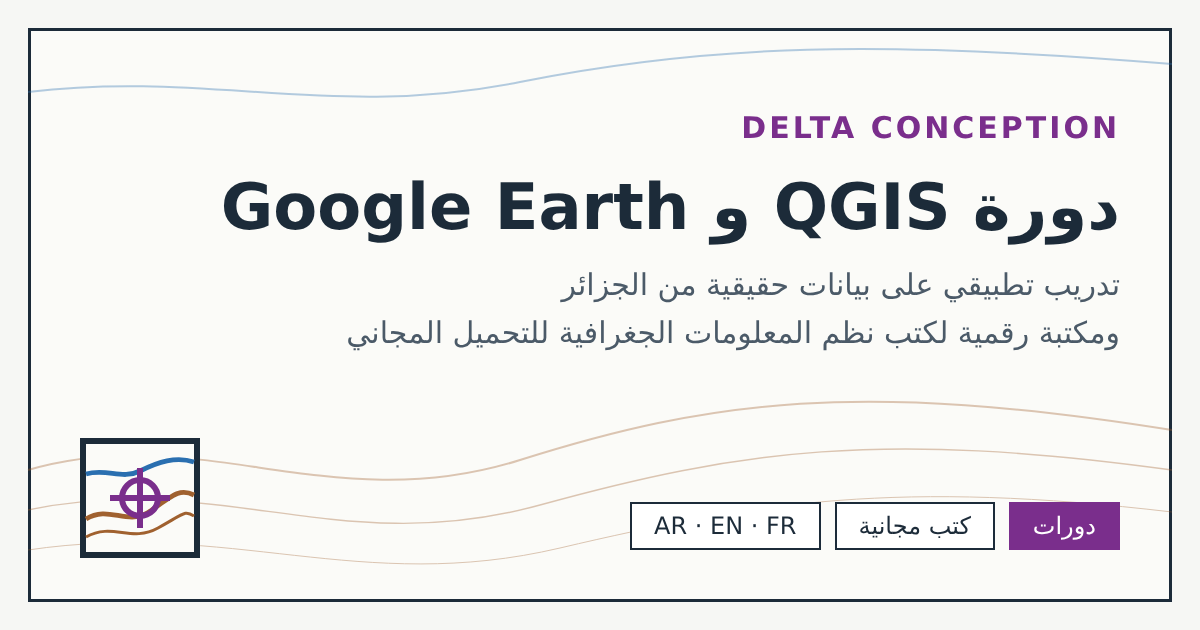 DELTA CONCEPTION
دورة QGIS و Google Earth
تدريب تطبيقي على بيانات حقيقية من الجزائر
ومكتبة رقمية لكتب نظم المعلومات الجغرافية للتحميل المجاني
دورات
كتب مجانية
AR · EN · FR